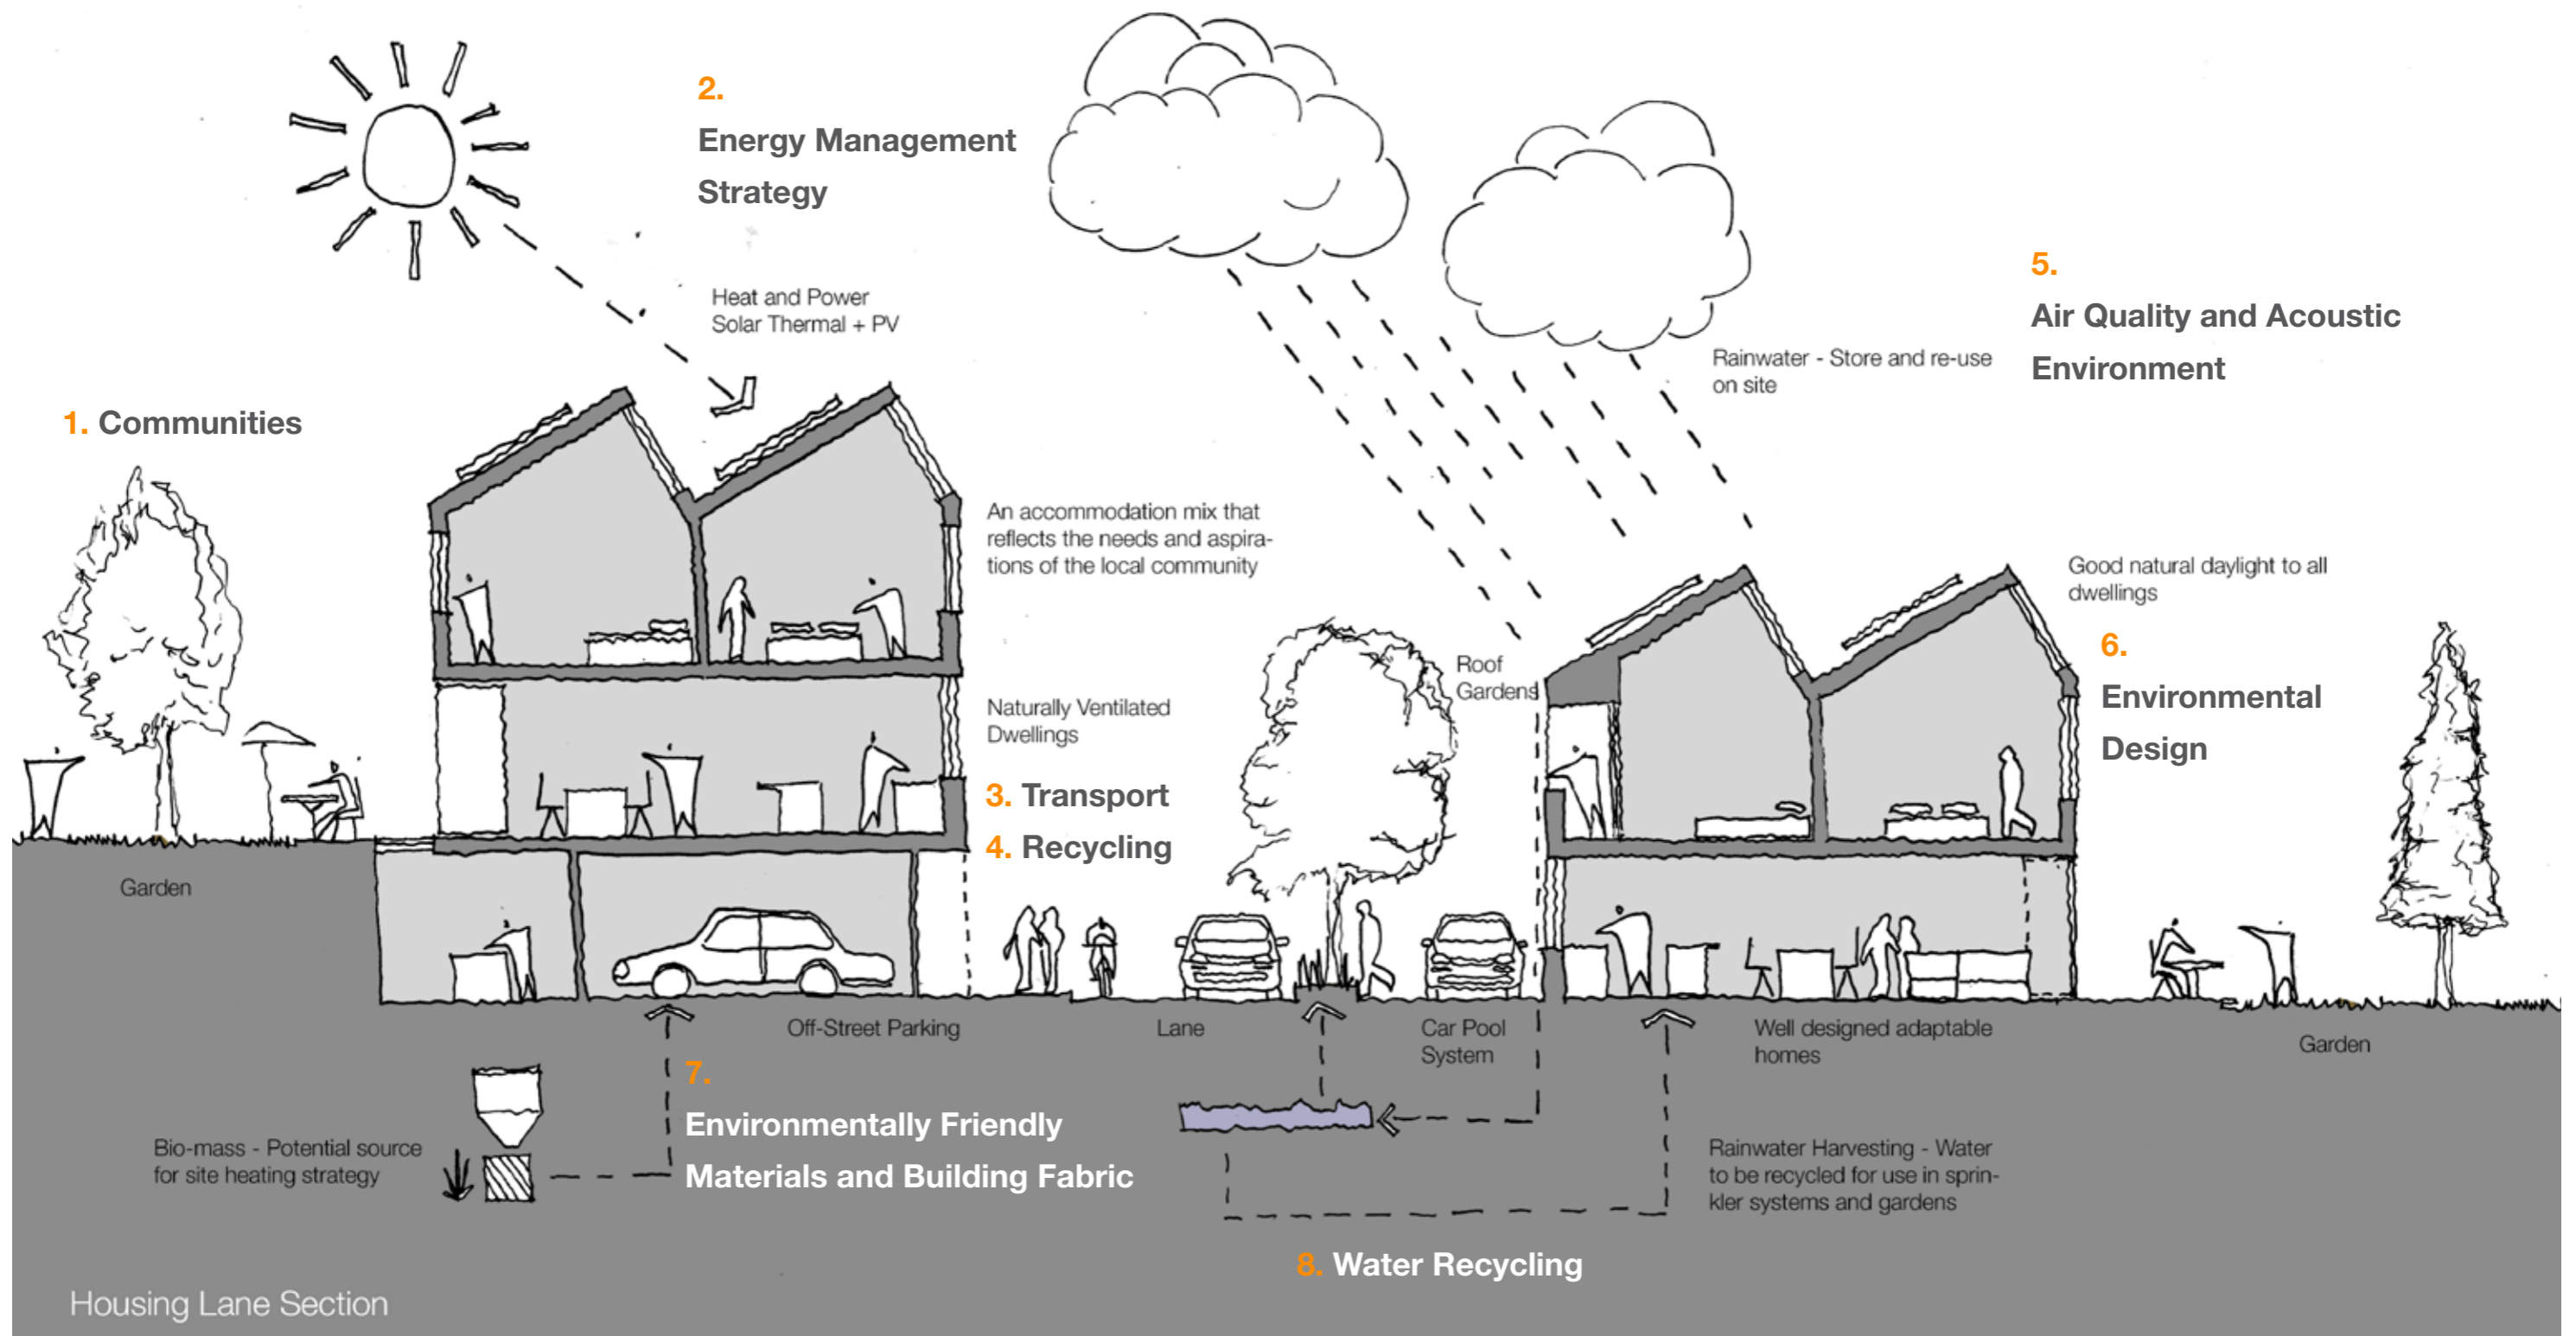 2.
Energy Management
Strategy
Heat and Power
Solar Thermal + PV
5.
Air Quality and Acoustic
Environment
Rainwater - Store and re-use
on site
1. Communities
An accommodation mix that
reflects the needs and aspira-
tions of the local community
Good natural daylight to all
dwellings
6.
Environmental
Design
Roof
Gardens
Naturally Ventilated
Dwellings
3. Transport
4. Recycling
Garden
Off-Street Parking
Lane
Car Pool
System
Well designed adaptable
homes
Garden
7.
Environmentally Friendly
Materials and Building Fabric
Bio-mass - Potential source
for site heating strategy
Rainwater Harvesting - Water
to be recycled for use in sprin-
kler systems and gardens
8. Water Recycling
Housing Lane Section